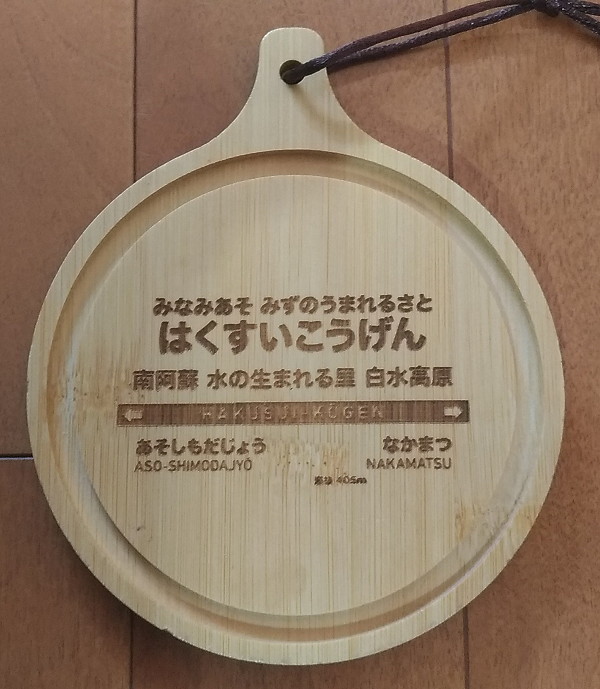 みなみあそ みずのうまれるさと
はくすいこうげん
南阿蘇 水の生まれる里 白水高原
HAKUSUI-KŌGEN
あそしもだじょう なかまつ
ASO-SHIMODAJYŌ NAKAMATSU
405m